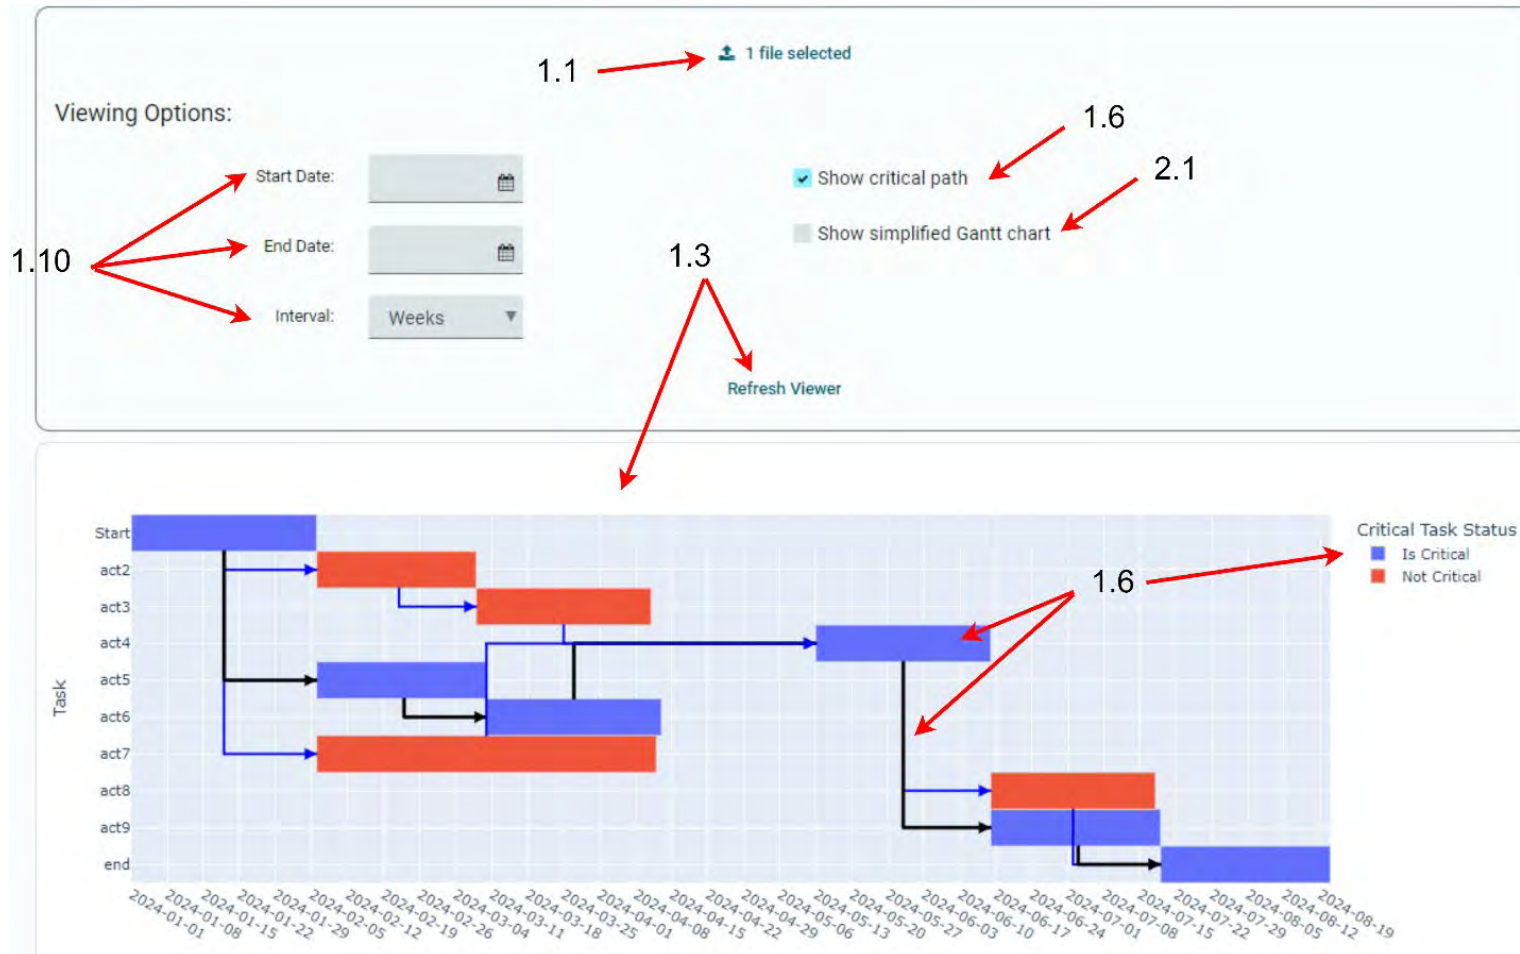 1 file selected
1.1
Viewing Options:
1.6
Start Date:
Show critical path
2.1
End Date:
Show simplified Gantt chart
1.10
1.3
Interval:
Weeks
Refresh Viewer
Critical Task Status
Is Critical
Not Critical
1.6
Task
Start
act2
act3
act4
act5
act6
act7
act8
act9
end
2024-01-01
2024-01-08
2024-01-15
2024-01-22
2024-01-29
2024-02-05
2024-02-12
2024-02-19
2024-02-26
2024-03-04
2024-03-11
2024-03-18
2024-03-25
2024-04-01
2024-04-08
2024-04-15
2024-04-22
2024-04-29
2024-05-06
2024-05-13
2024-05-20
2024-05-27
2024-06-03
2024-06-10
2024-06-17
2024-06-24
2024-07-01
2024-07-08
2024-07-15
2024-07-22
2024-07-29
2024-08-05
2024-08-12
2024-08-19